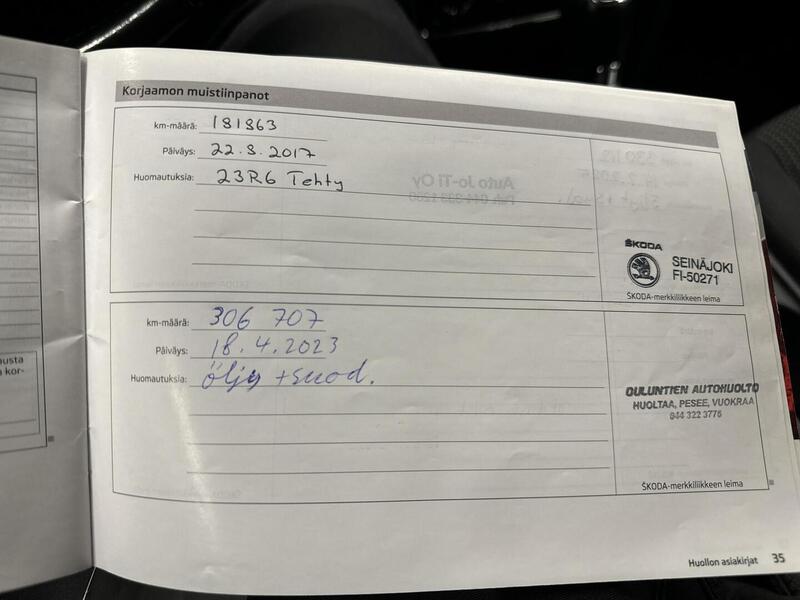 Korjaamon muistiinpanot
km-määrä: 181863
Päiväys: 22.8.2017
Huomautuksia: 23R6 Tehty
ŠKODA
SEINÄJOKI
FI-50271
ŠKODA-merkkiliikkeen leima
km-määrä: 306 707
Päiväys: 18.4.2023
Huomautuksia: öljy +suod.
OULUNTIEN AUTOHUOLTO
HUOLTAA, PESEE, VUOKRAA
044 322 3775
ŠKODA-merkkiliikkeen leima
Huollon asiakirjat 35